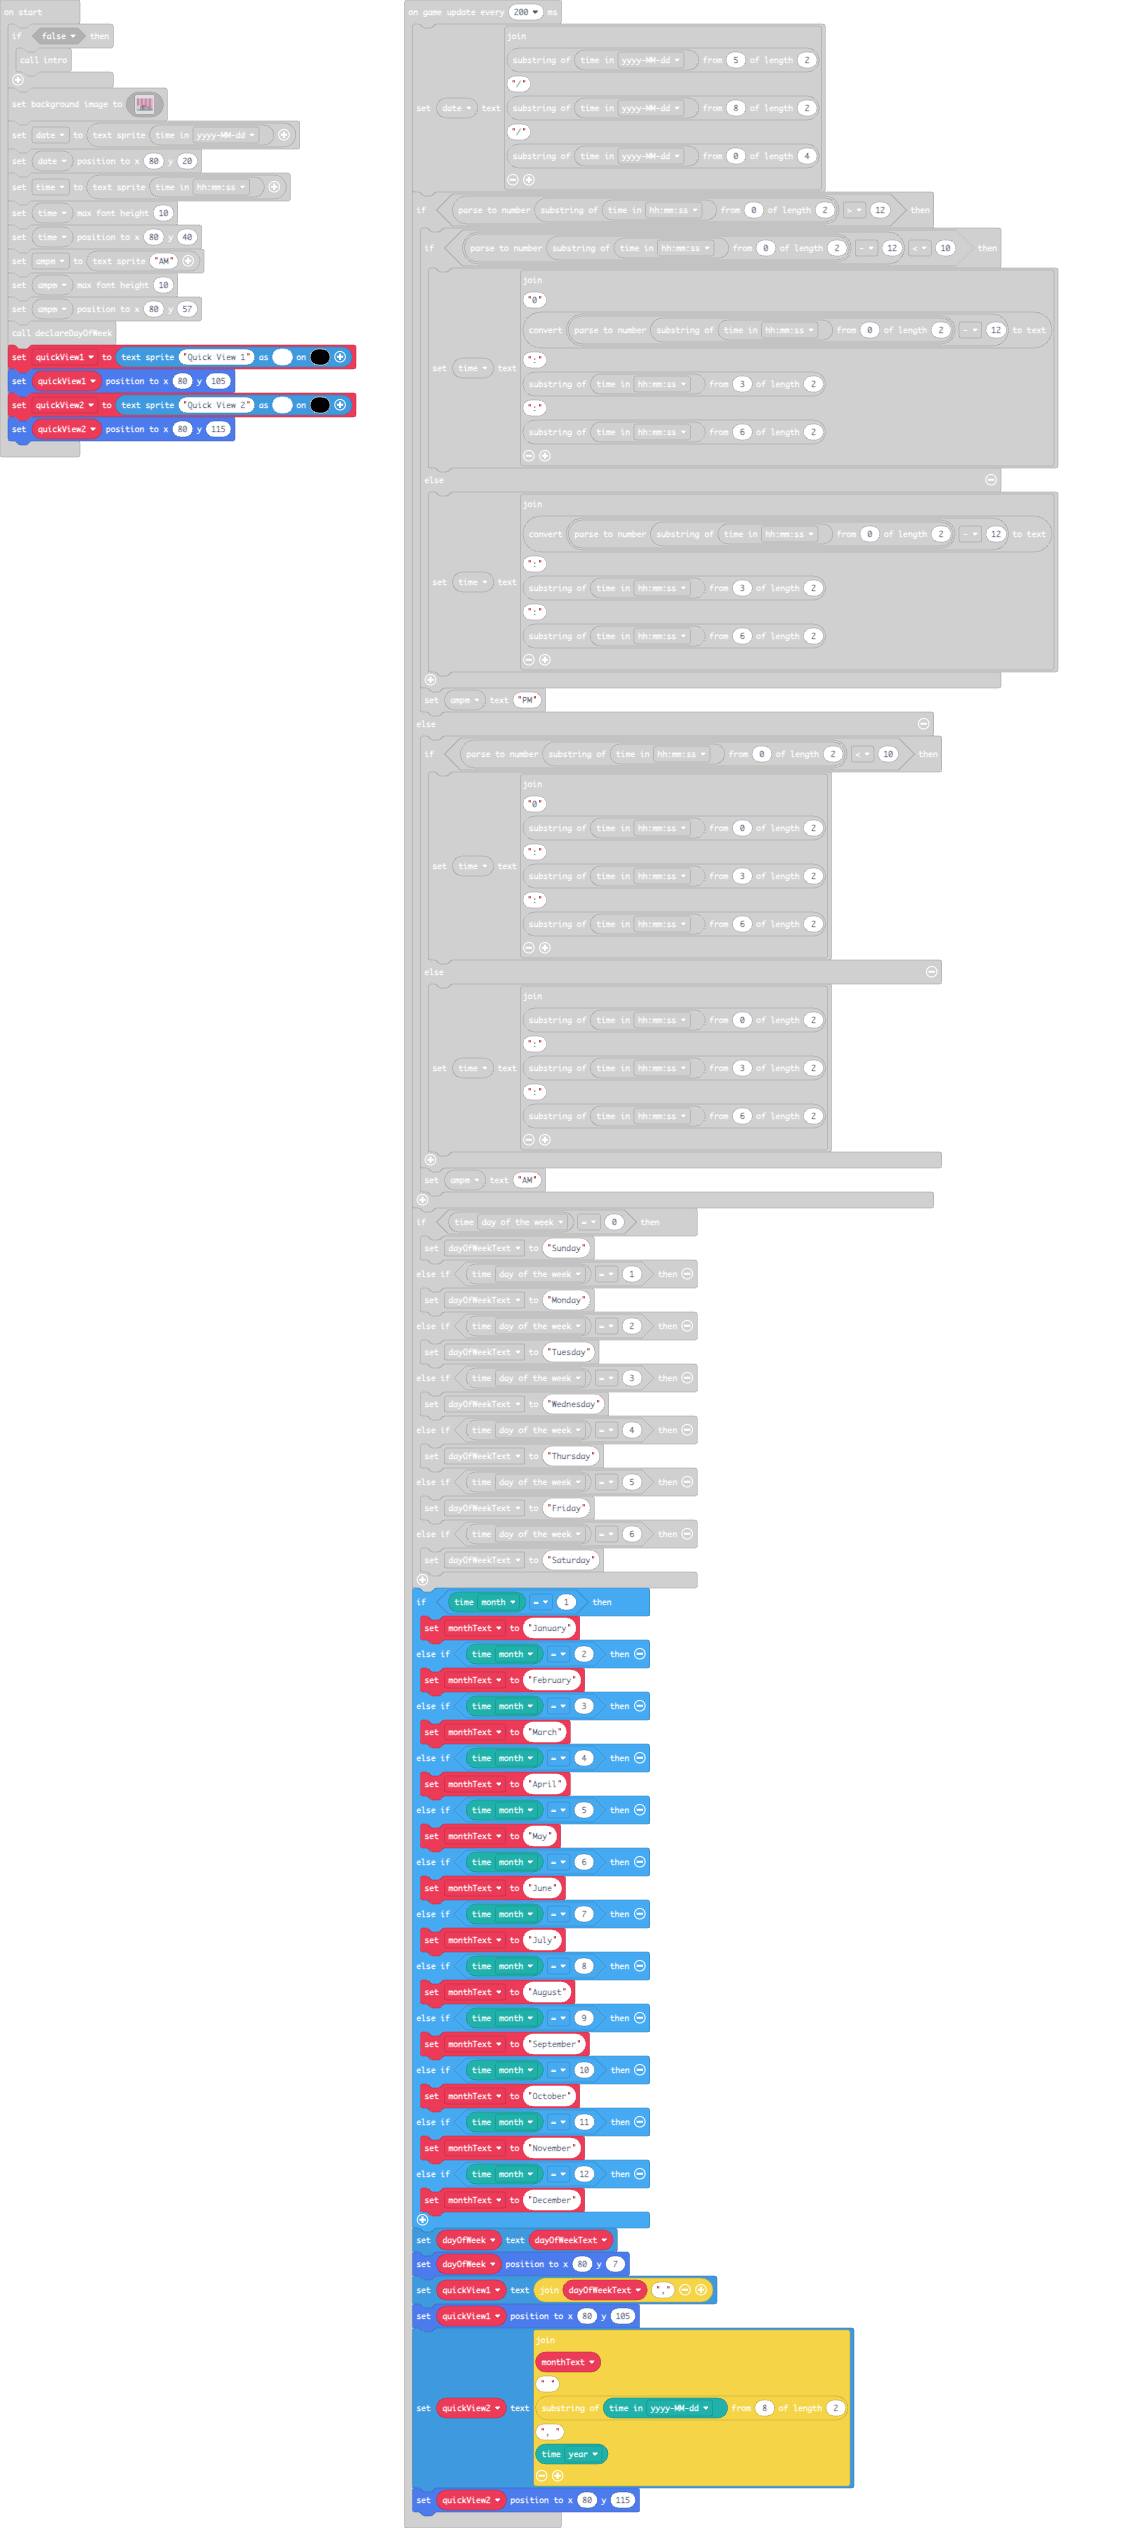 on start
if false then
call intro
set background image to
set date to text sprite time in yyyy-MM-dd
set date position to x 80 y 20
set time to text sprite time in hh:mm:ss
set time max font height 10
set time position to x 80 y 40
set ampm to text sprite "AM"
set ampm max font height 10
set ampm position to x 80 y 57
call declareDayOfWeek
set quickView1 to text sprite "Quick View 1" as on
set quickView1 position to x 80 y 105
set quickView2 to text sprite "Quick View 2" as on
set quickView2 position to x 80 y 115
on game update every 200 ms
join
substring of time in yyyy-MM-dd from 5 of length 2
"/"
set date text substring of time in yyyy-MM-dd from 8 of length 2
"/"
substring of time in yyyy-MM-dd from 0 of length 4
if parse to number substring of time in hh:mm:ss from 0 of length 2 > 12 then
if parse to number substring of time in hh:mm:ss from 0 of length 2 - 12 < 10 then
join
"0"
convert parse to number substring of time in hh:mm:ss from 0 of length 2 - 12 to text
":"
set time text substring of time in hh:mm:ss from 3 of length 2
":"
substring of time in hh:mm:ss from 6 of length 2
else
join
convert parse to number substring of time in hh:mm:ss from 0 of length 2 - 12 to text
":"
set time text substring of time in hh:mm:ss from 3 of length 2
":"
substring of time in hh:mm:ss from 6 of length 2
set ampm text "PM"
else
if parse to number substring of time in hh:mm:ss from 0 of length 2 < 10 then
join
"0"
substring of time in hh:mm:ss from 0 of length 2
":"
set time text substring of time in hh:mm:ss from 3 of length 2
":"
substring of time in hh:mm:ss from 6 of length 2
else
join
substring of time in hh:mm:ss from 0 of length 2
":"
set time text substring of time in hh:mm:ss from 3 of length 2
":"
substring of time in hh:mm:ss from 6 of length 2
set ampm text "AM"
if time day of the week = 0 then
set dayOfWeekText to "Sunday"
else if time day of the week = 1 then
set dayOfWeekText to "Monday"
else if time day of the week = 2 then
set dayOfWeekText to "Tuesday"
else if time day of the week = 3 then
set dayOfWeekText to "Wednesday"
else if time day of the week = 4 then
set dayOfWeekText to "Thursday"
else if time day of the week = 5 then
set dayOfWeekText to "Friday"
else if time day of the week = 6 then
set dayOfWeekText to "Saturday"
if time month = 1 then
set monthText to "January"
else if time month = 2 then
set monthText to "February"
else if time month = 3 then
set monthText to "March"
else if time month = 4 then
set monthText to "April"
else if time month = 5 then
set monthText to "May"
else if time month = 6 then
set monthText to "June"
else if time month = 7 then
set monthText to "July"
else if time month = 8 then
set monthText to "August"
else if time month = 9 then
set monthText to "September"
else if time month = 10 then
set monthText to "October"
else if time month = 11 then
set monthText to "November"
else if time month = 12 then
set monthText to "December"
set dayOfWeek text dayOfWeekText
set dayOfWeek position to x 80 y 7
set quickView1 text join dayOfWeekText ","
set quickView1 position to x 80 y 105
join
monthText
" "
set quickView2 text substring of time in yyyy-MM-dd from 8 of length 2
", "
time year
set quickView2 position to x 80 y 115